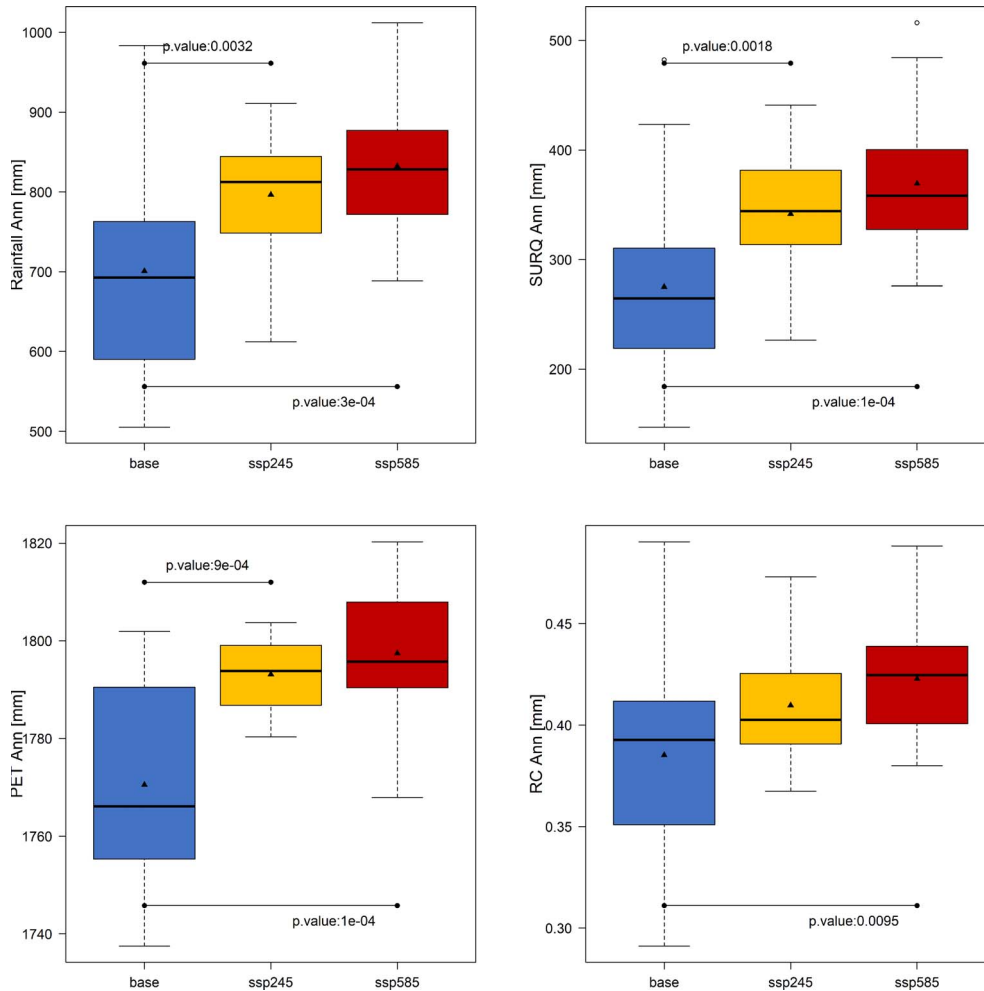 Rainfall Ann [mm]
1000
900
800
700
600
500
p.value:0.0032
p.value:3e-04
base
ssp245
ssp585
SURQ Ann [mm]
500
400
300
200
p.value:0.0018
p.value:1e-04
base
ssp245
ssp585
PET Ann [mm]
1820
1800
1780
1760
1740
p.value:9e-04
p.value:1e-04
base
ssp245
ssp585
RC Ann [mm]
0.45
0.40
0.35
0.30
p.value:0.0095
base
ssp245
ssp585